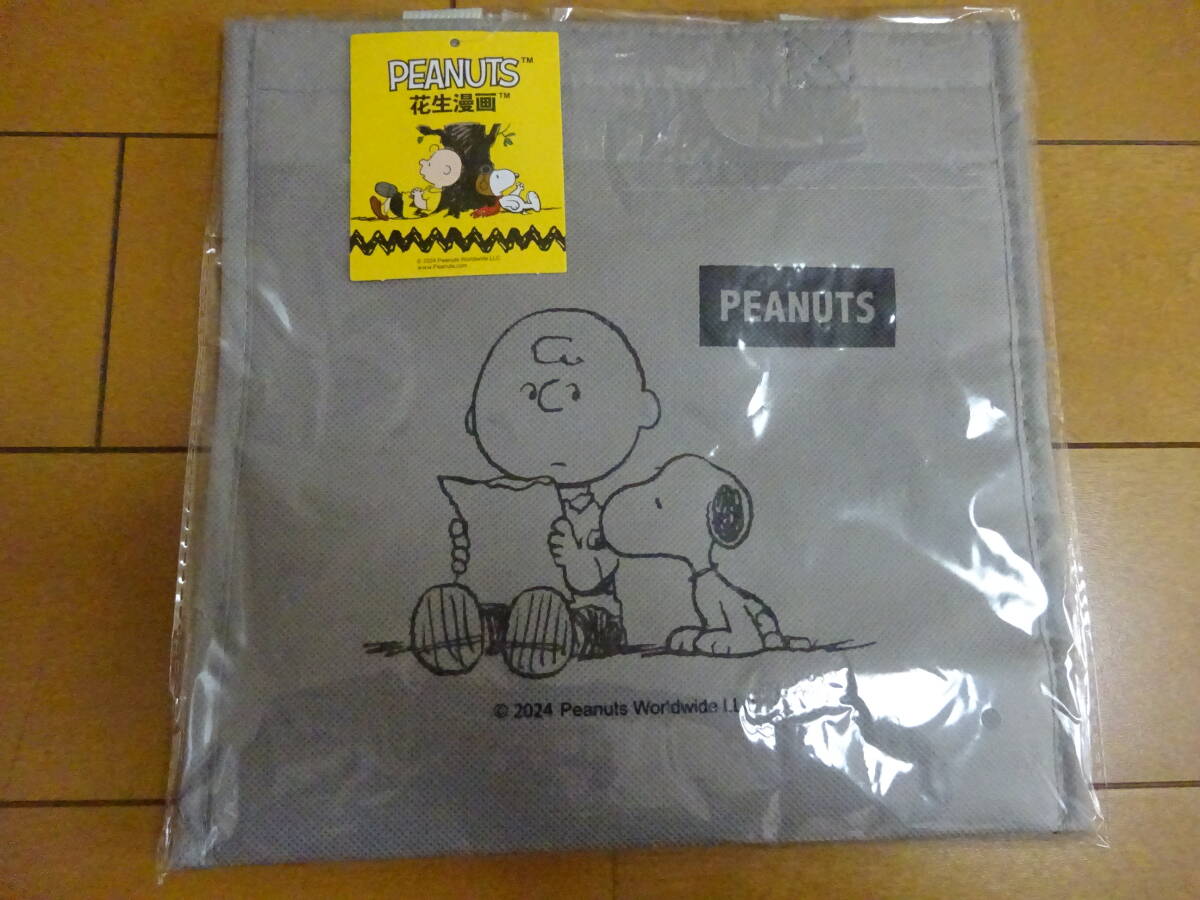 PEANUTS™
花生漫画™
© 2024 Peanuts Worldwide LLC
www.Peanuts.com
PEANUTS
© 2024 Peanuts Worldwide LL